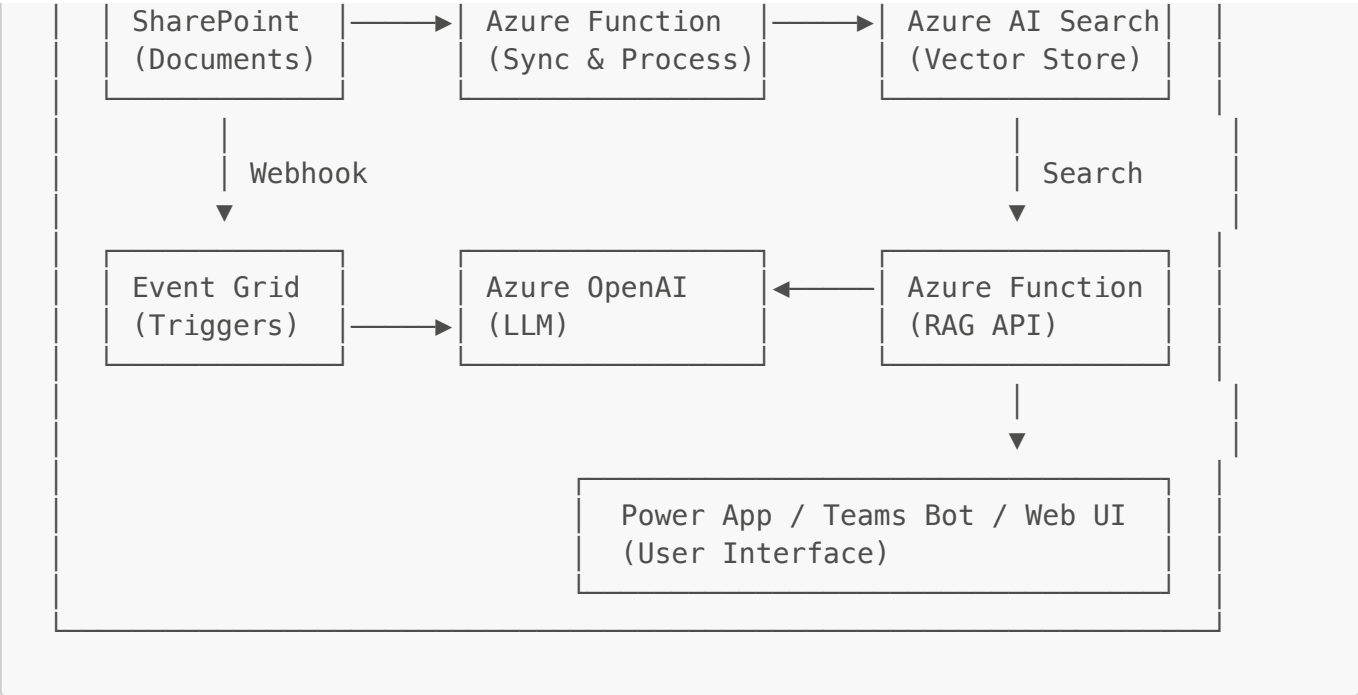 SharePoint Azure Function Azure AI Search
(Documents) (Sync & Process) (Vector Store)
Webhook Search
Event Grid Azure OpenAI Azure Function
(Triggers) (LLM) (RAG API)
Power App / Teams Bot / Web UI
(User Interface)